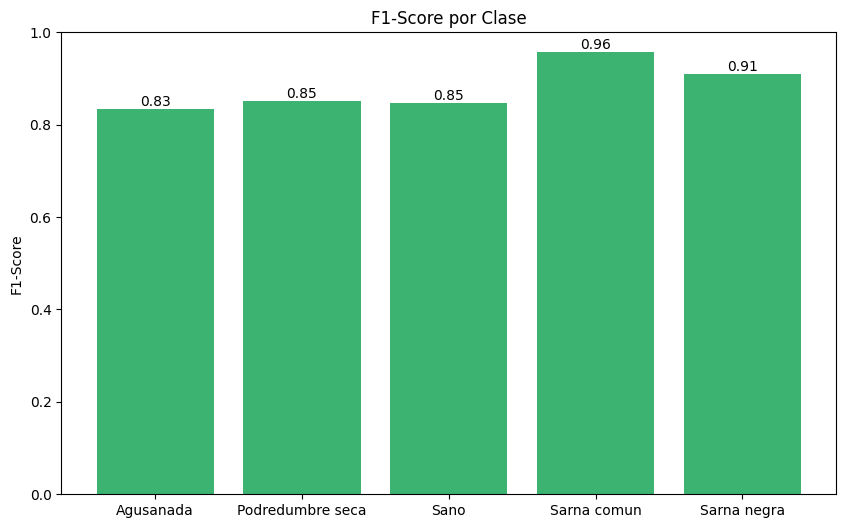 F1-Score por Clase
F1-Score
1.0
0.8
0.6
0.4
0.2
0.0
0.83
0.85
0.85
0.96
0.91
Agusanada
Podredumbre seca
Sano
Sarna comun
Sarna negra